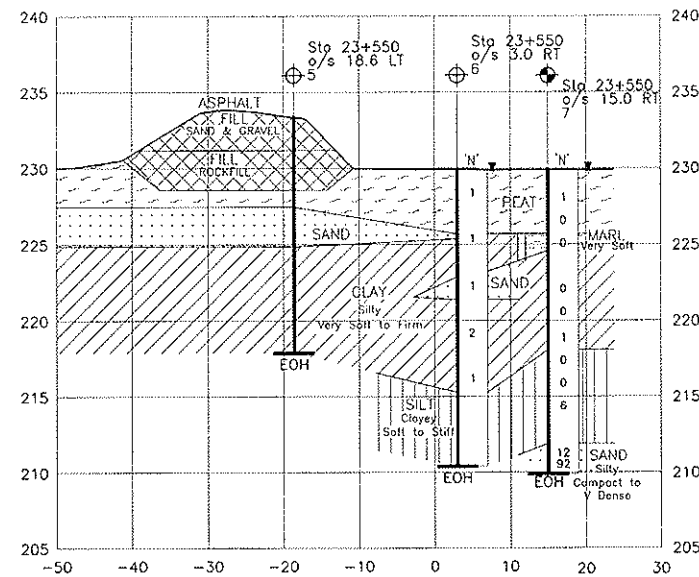 240
240
Sta 23+550
o/s 18.6 LT
5
Sta 23+550
o/s 3.0 RT
6
Sta 23+550
o/s 15.0 RT
7
235
235
ASPHALT
FILL
SAND & GRAVEL
FILL
ROCKFILL
230
230
'N'
'N'
1
PEAT
1
0
SAND
1
0
MARL
Very Soft
225
225
CLAY
Silty
Very Soft to Firm
1
SAND
0
0
220
220
2
1
EOH
1
0
0
215
215
SILT
Clayey
Soft to Stiff
6
12
92
SAND
Silty
Compact to
V Dense
210
210
EOH
EOH
205
205
-50
-40
-30
-20
-10
0
10
20
30